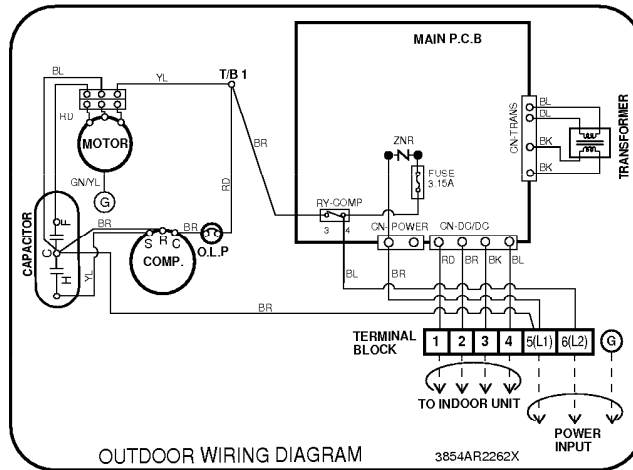 MAIN P.C.B
BL
YL
T/B 1
RD
MOTOR
GN/YL
G
BR
RD
ZNR
FUSE
3.15A
RY-COMP
3 4
CN-POWER
CN-DC/DC
CN-TRANS
BL
BL
BK
BK
TRANSFORMER
CAPACITOR
F
C
H
YL
BR
S R C
COMP.
BR
O.L.P
BL
BR
RD
BR
BK
BL
BR
TERMINAL
BLOCK
1 2 3 4 5(L1) 6(L2) G
TO INDOOR UNIT
POWER
INPUT
OUTDOOR WIRING DIAGRAM
3854AR2262X